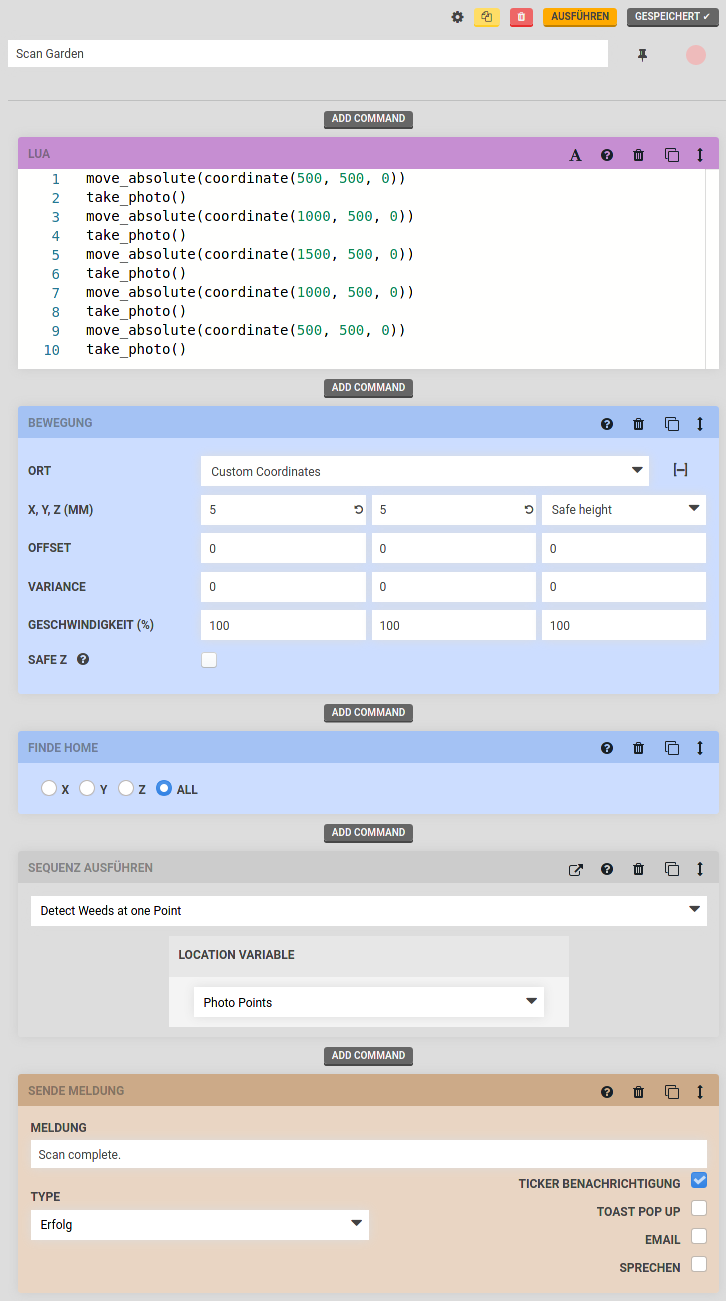 AUSFÜHREN GESPEICHERT ✓
Scan Garden
ADD COMMAND
LUA A
1 move_absolute(coordinate(500, 500, 0))
2 take_photo()
3 move_absolute(coordinate(1000, 500, 0))
4 take_photo()
5 move_absolute(coordinate(1500, 500, 0))
6 take_photo()
7 move_absolute(coordinate(1000, 500, 0))
8 take_photo()
9 move_absolute(coordinate(500, 500, 0))
10 take_photo()
ADD COMMAND
BEWEGUNG
ORT Custom Coordinates
X, Y, Z (MM) 5 5 Safe height
OFFSET 0 0 0
VARIANCE 0 0 0
GESCHWINDIGKEIT (%) 100 100 100
SAFE Z
ADD COMMAND
FINDE HOME
X Y Z ALL
ADD COMMAND
SEQUENZ AUSFÜHREN
Detect Weeds at one Point
LOCATION VARIABLE
Photo Points
ADD COMMAND
SENDE MELDUNG
MELDUNG
Scan complete.
TICKER BENACHRICHTIGUNG
TYPE
TOAST POP UP
Erfolg
EMAIL
SPRECHEN